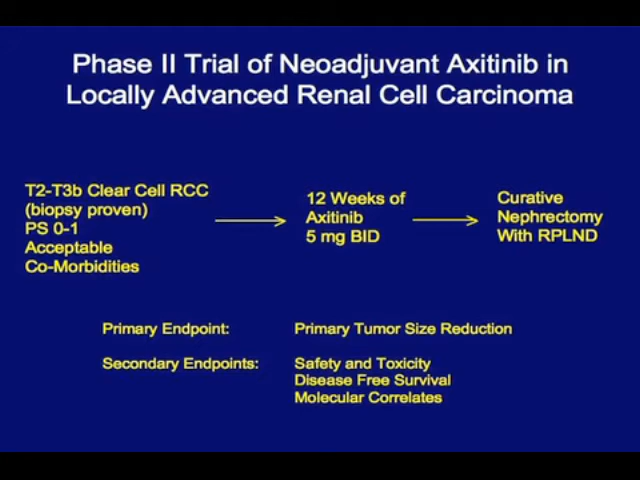 Phase II Trial of Neoadjuvant Axitinib in
Locally Advanced Renal Cell Carcinoma
T2-T3b Clear Cell RCC
(biopsy proven)
PS 0-1
Acceptable
Co-Morbidities
12 Weeks of
Axitinib
5 mg BID
Curative
Nephrectomy
With RPLND
Primary Endpoint: Primary Tumor Size Reduction
Secondary Endpoints: Safety and Toxicity
Disease Free Survival
Molecular Correlates